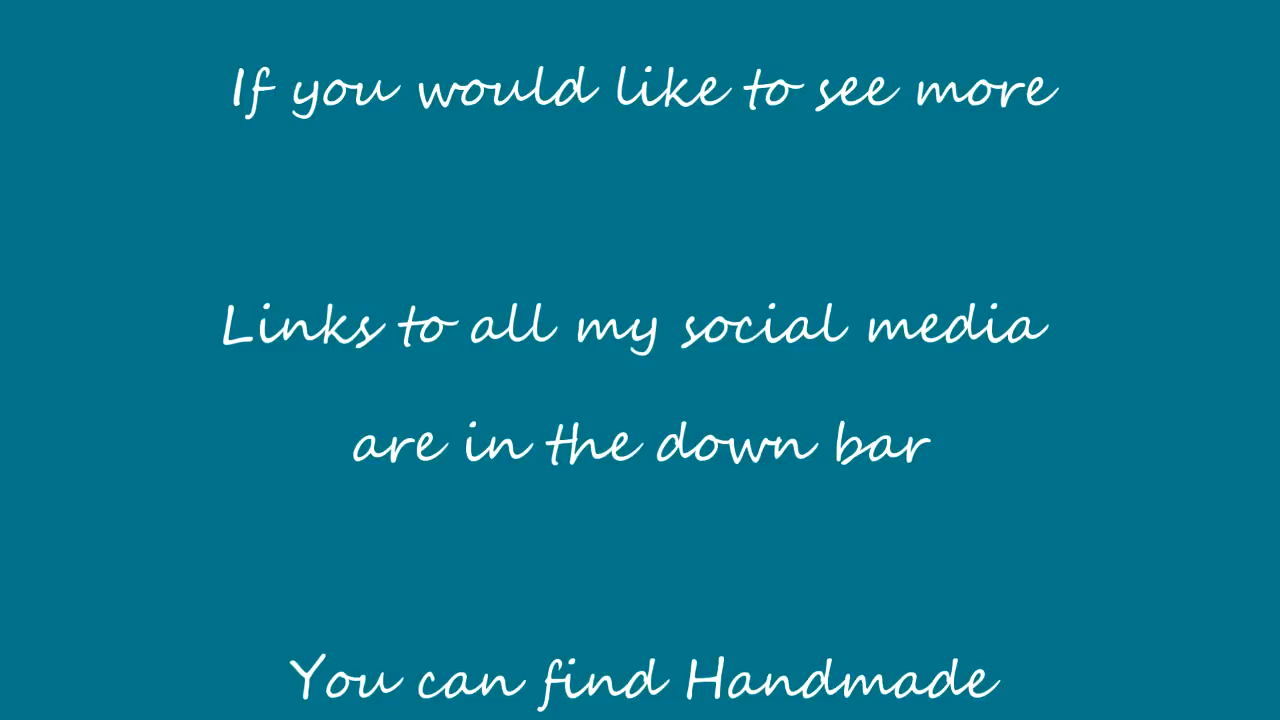 If you would like to see more
Links to all my social media
are in the down bar
You can find Handmade